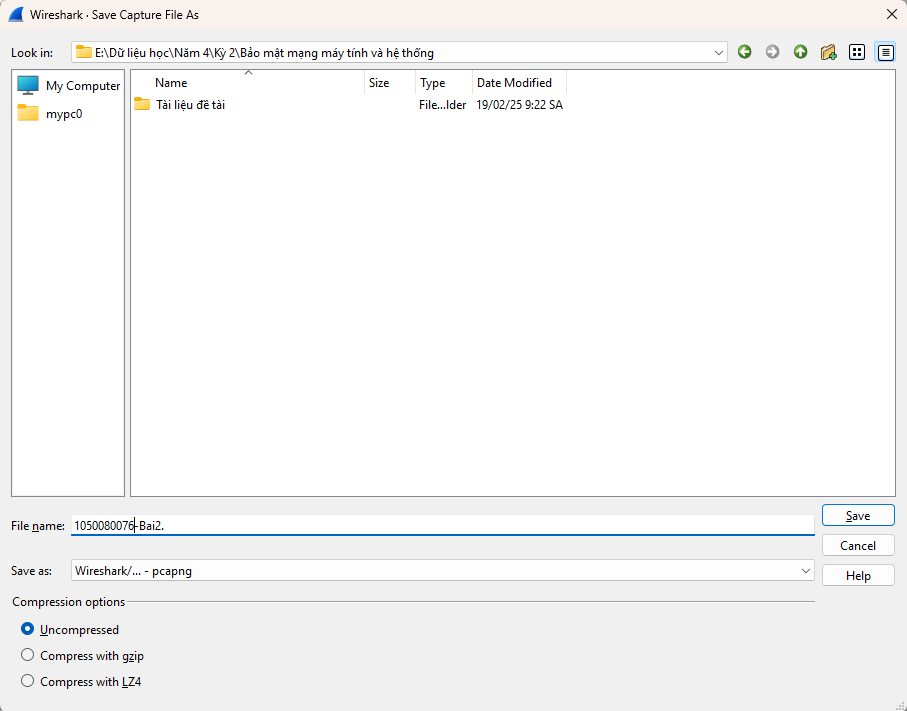 Wireshark · Save Capture File As
Look in: E:\Dữ liệu học\Năm 4\Kỳ 2\Bảo mật mạng máy tính và hệ thống
My Computer
mypc0
Name Size Type Date Modified
Tài liệu đề tài File...lder 19/02/25 9:22 SA
File name: 1050080076-Bai2.
Save
Cancel
Save as: Wireshark/... - pcapng
Help
Compression options
Uncompressed
Compress with gzip
Compress with LZ4